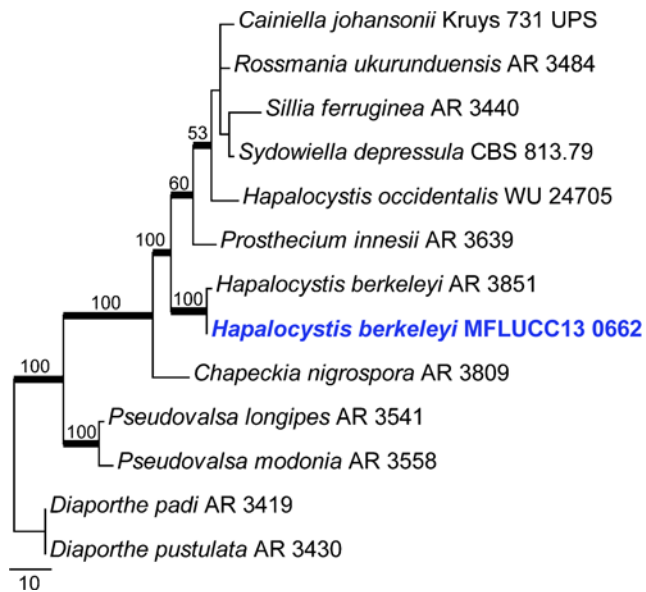 Cainiella johansonii Kruys 731 UPS
Rossmania ukurunduensis AR 3484
Sillia ferruginea AR 3440
53
Sydowiella depressula CBS 813.79
60
Hapalocystis occidentalis WU 24705
100
Prosthecium innesii AR 3639
Hapalocystis berkeleyi AR 3851
100
100
Hapalocystis berkeleyi MFLUCC13 0662
100
Chapeckia nigrospora AR 3809
Pseudovalsa longipes AR 3541
100
Pseudovalsa modonia AR 3558
Diaporthe padi AR 3419
Diaporthe pustulata AR 3430
10